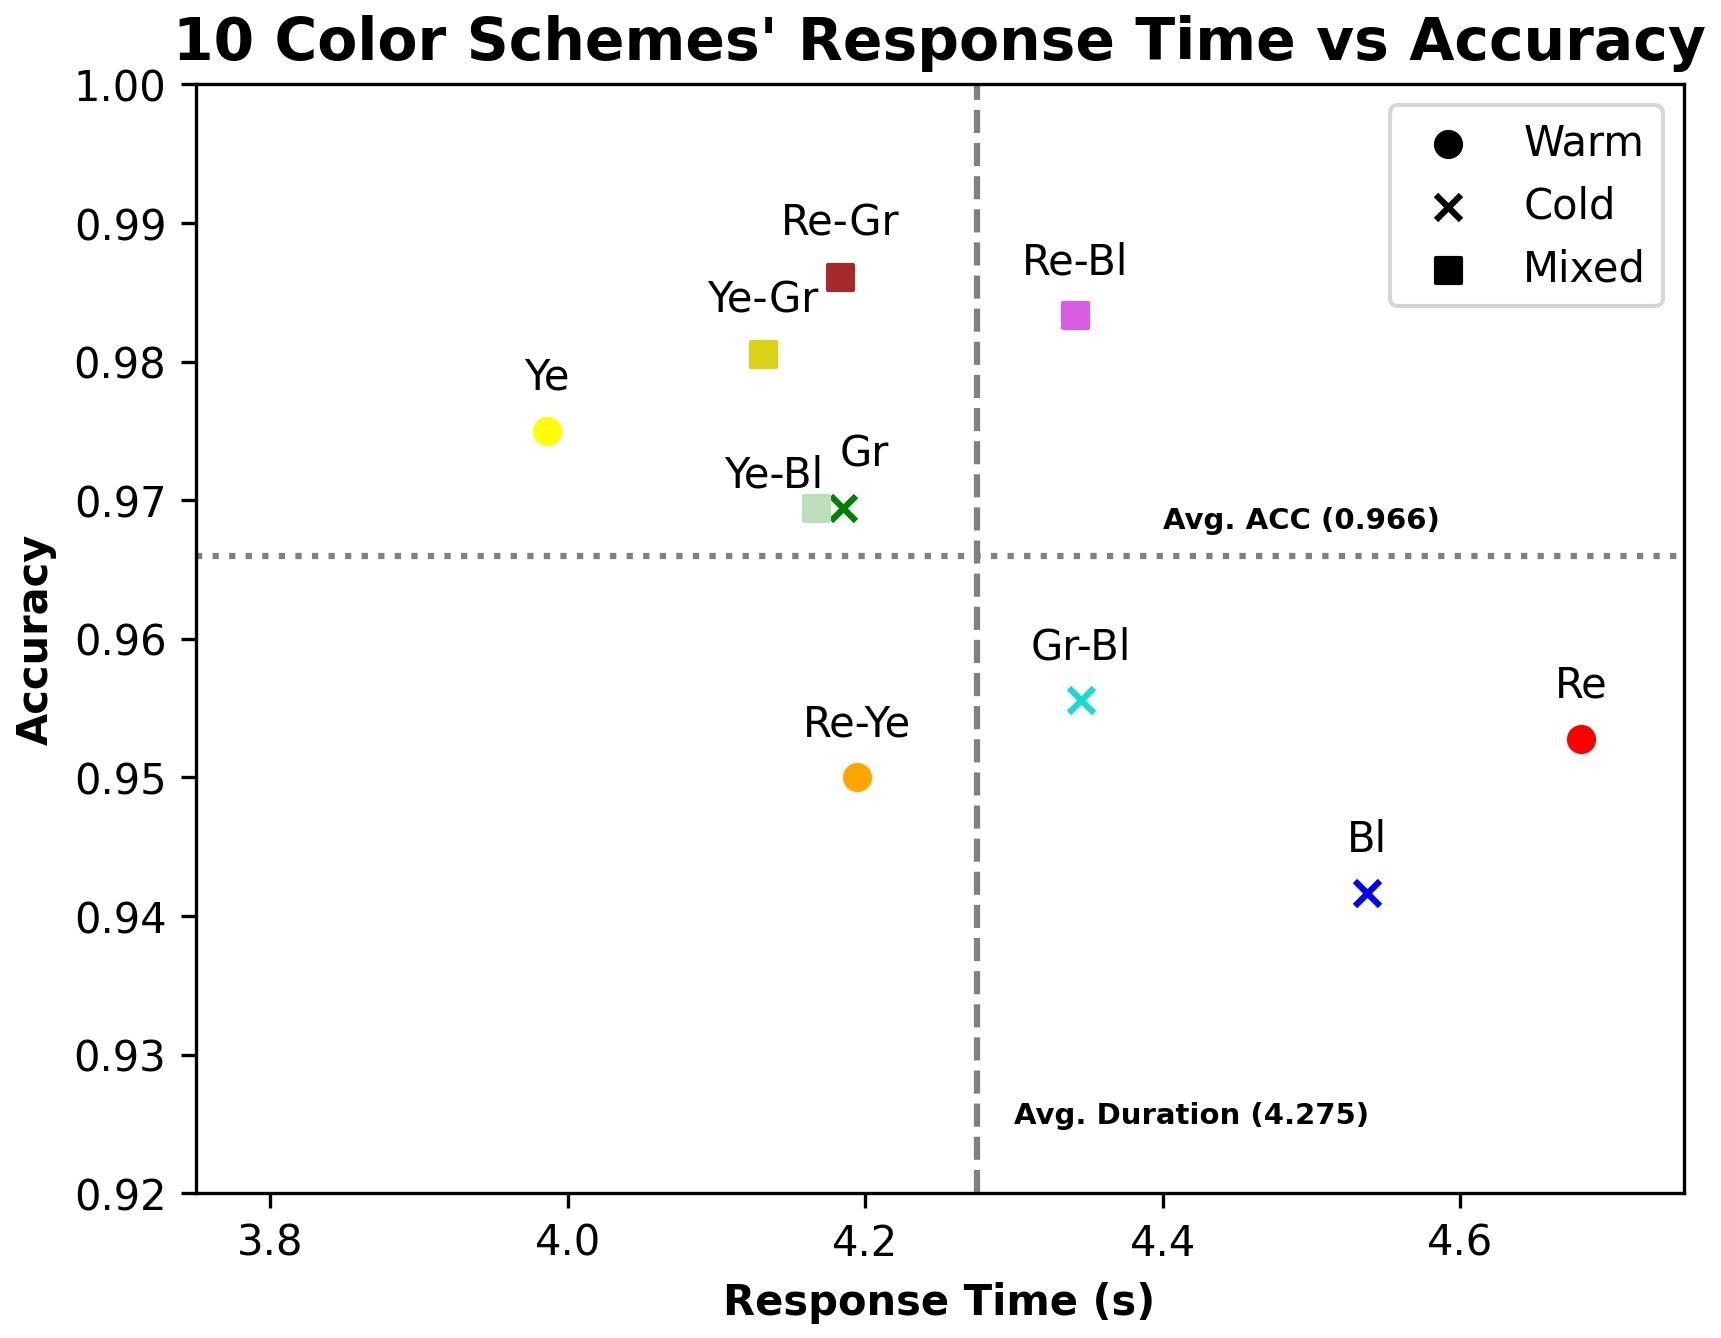 10 Color Schemes' Response Time vs Accuracy
1.00
0.99
0.98
0.97
0.96
0.95
0.94
0.93
0.92
Accuracy
Warm
Cold
Mixed
Re-Gr
Re-Bl
Ye-Gr
Ye
Gr
Ye-Bl
Avg. ACC (0.966)
Gr-Bl
Re
Re-Ye
Bl
Avg. Duration (4.275)
3.8
4.0
4.2
4.4
4.6
Response Time (s)